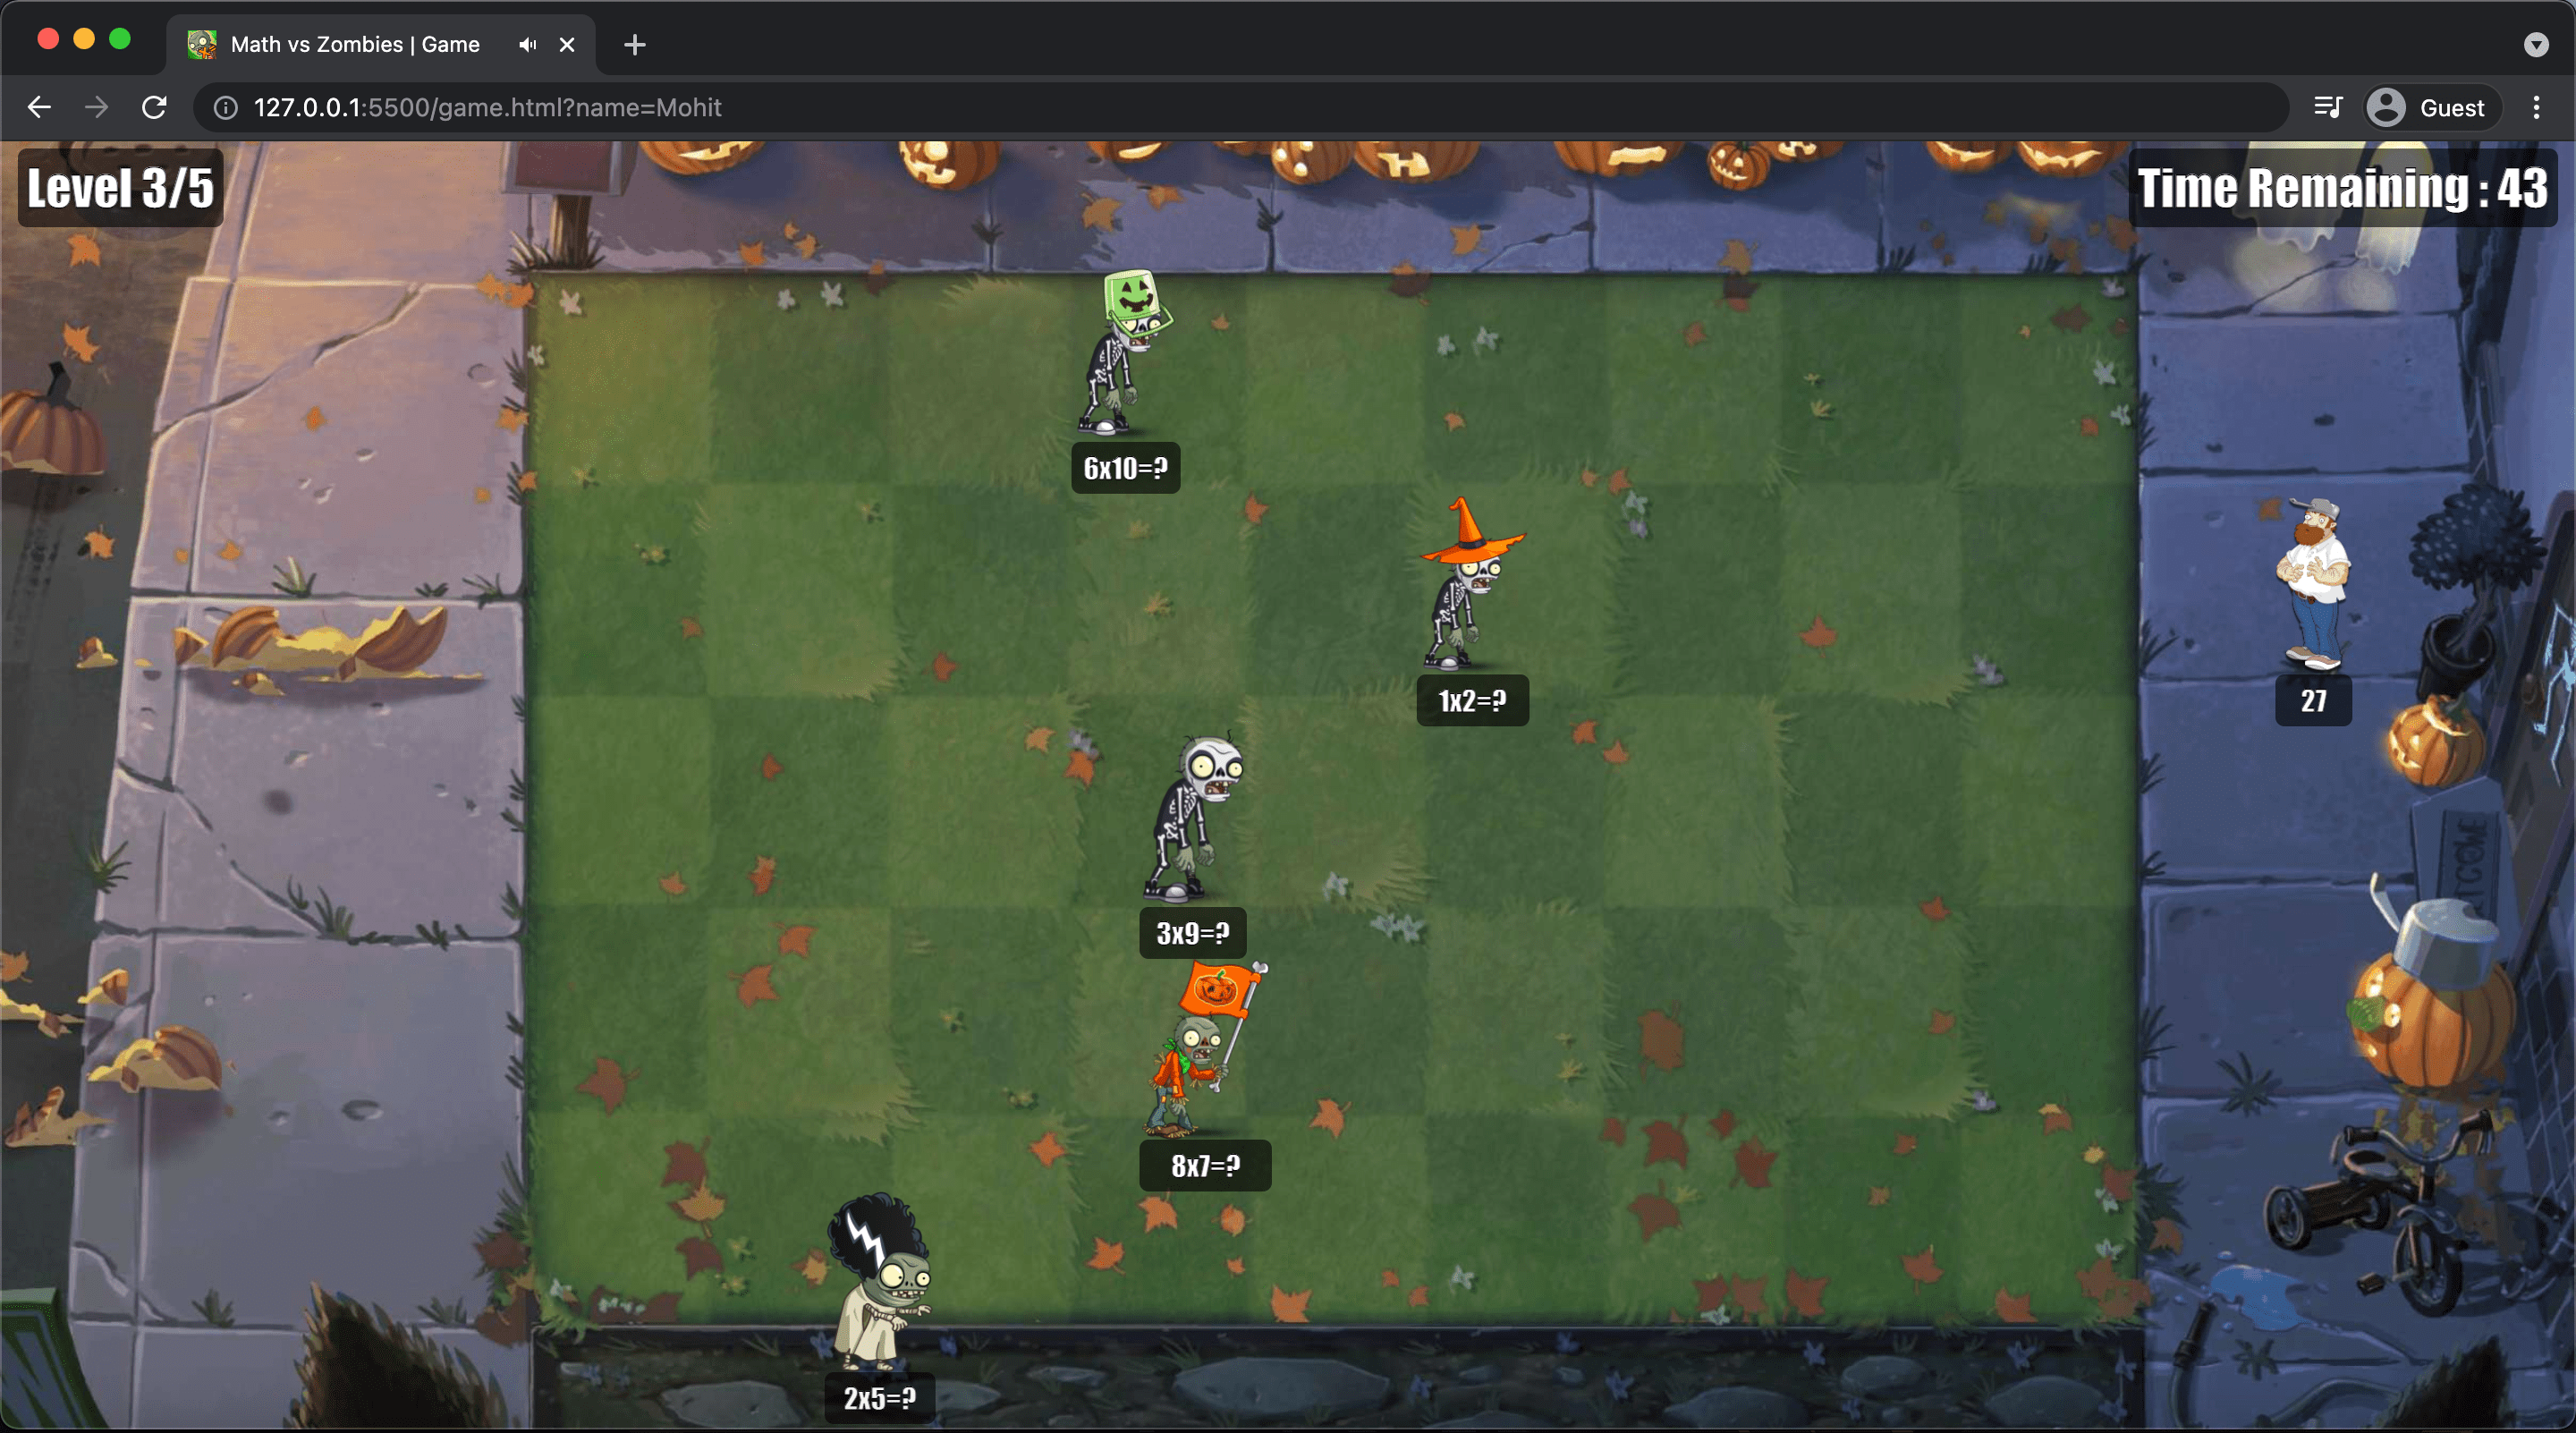 Math vs Zombies | Game
127.0.0.1:5500/game.html?name=Mohit
Guest
Level 3/5
Time Remaining : 43
6x10=?
1x2=?
27
3x9=?
8x7=?
2x5=?